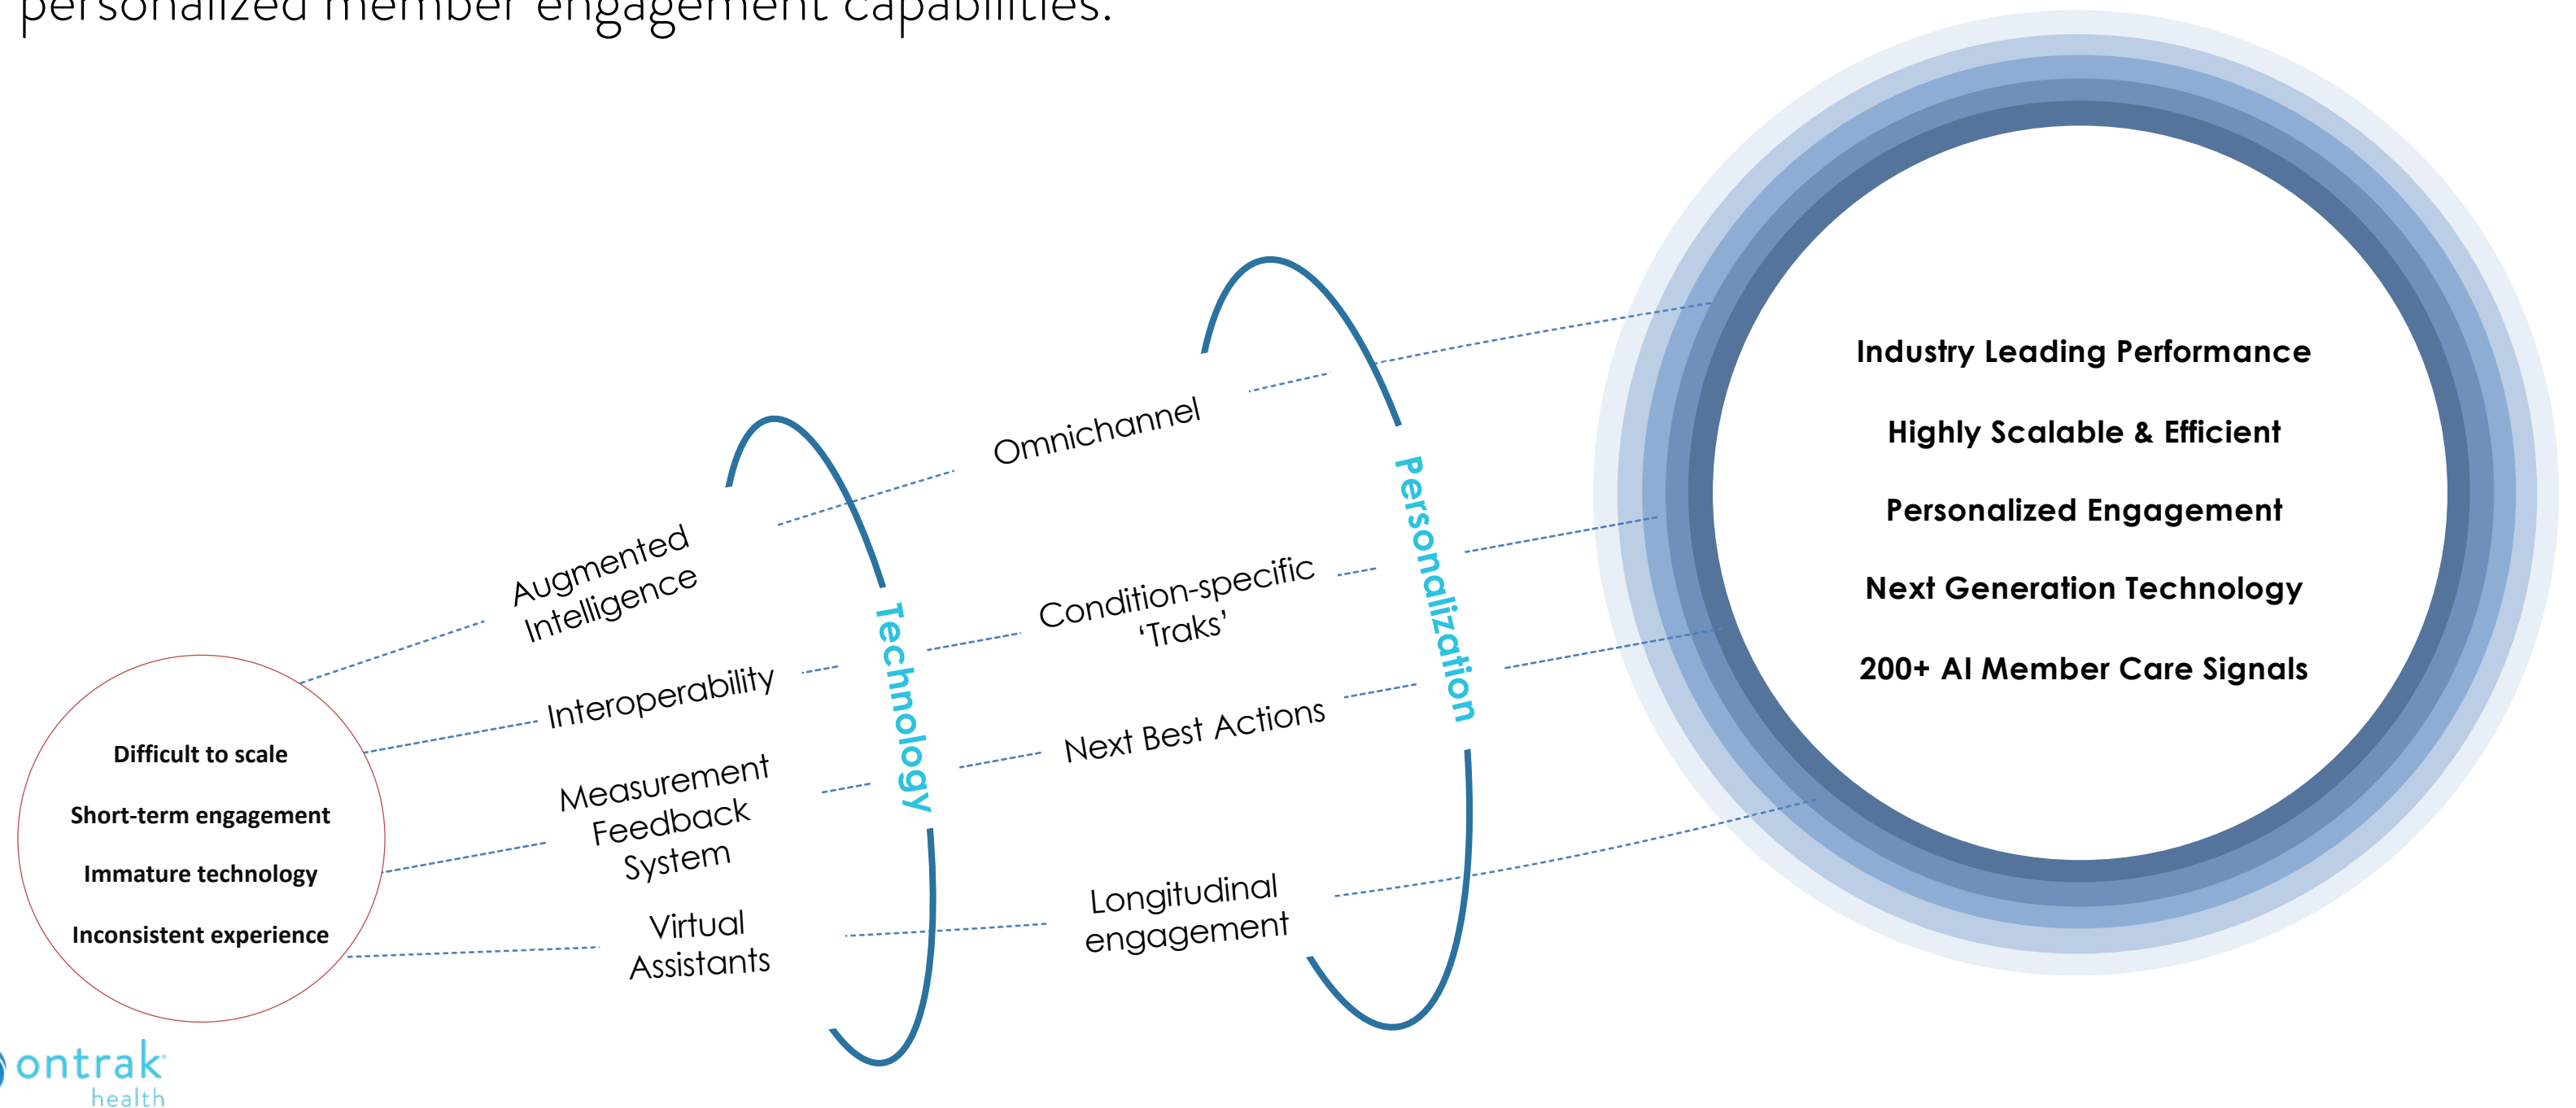 personalized member engagement capabilities.
Difficult to scale
Short-term engagement
Immature technology
Inconsistent experience
Augmented
Intelligence
Interoperability
Measurement
Feedback
System
Virtual
Assistants
Technology
Omnichannel
Condition-specific
‘Traks’
Next Best Actions
Longitudinal
engagement
Personalization
Industry Leading Performance
Highly Scalable & Efficient
Personalized Engagement
Next Generation Technology
200+ AI Member Care Signals
ontrak
health